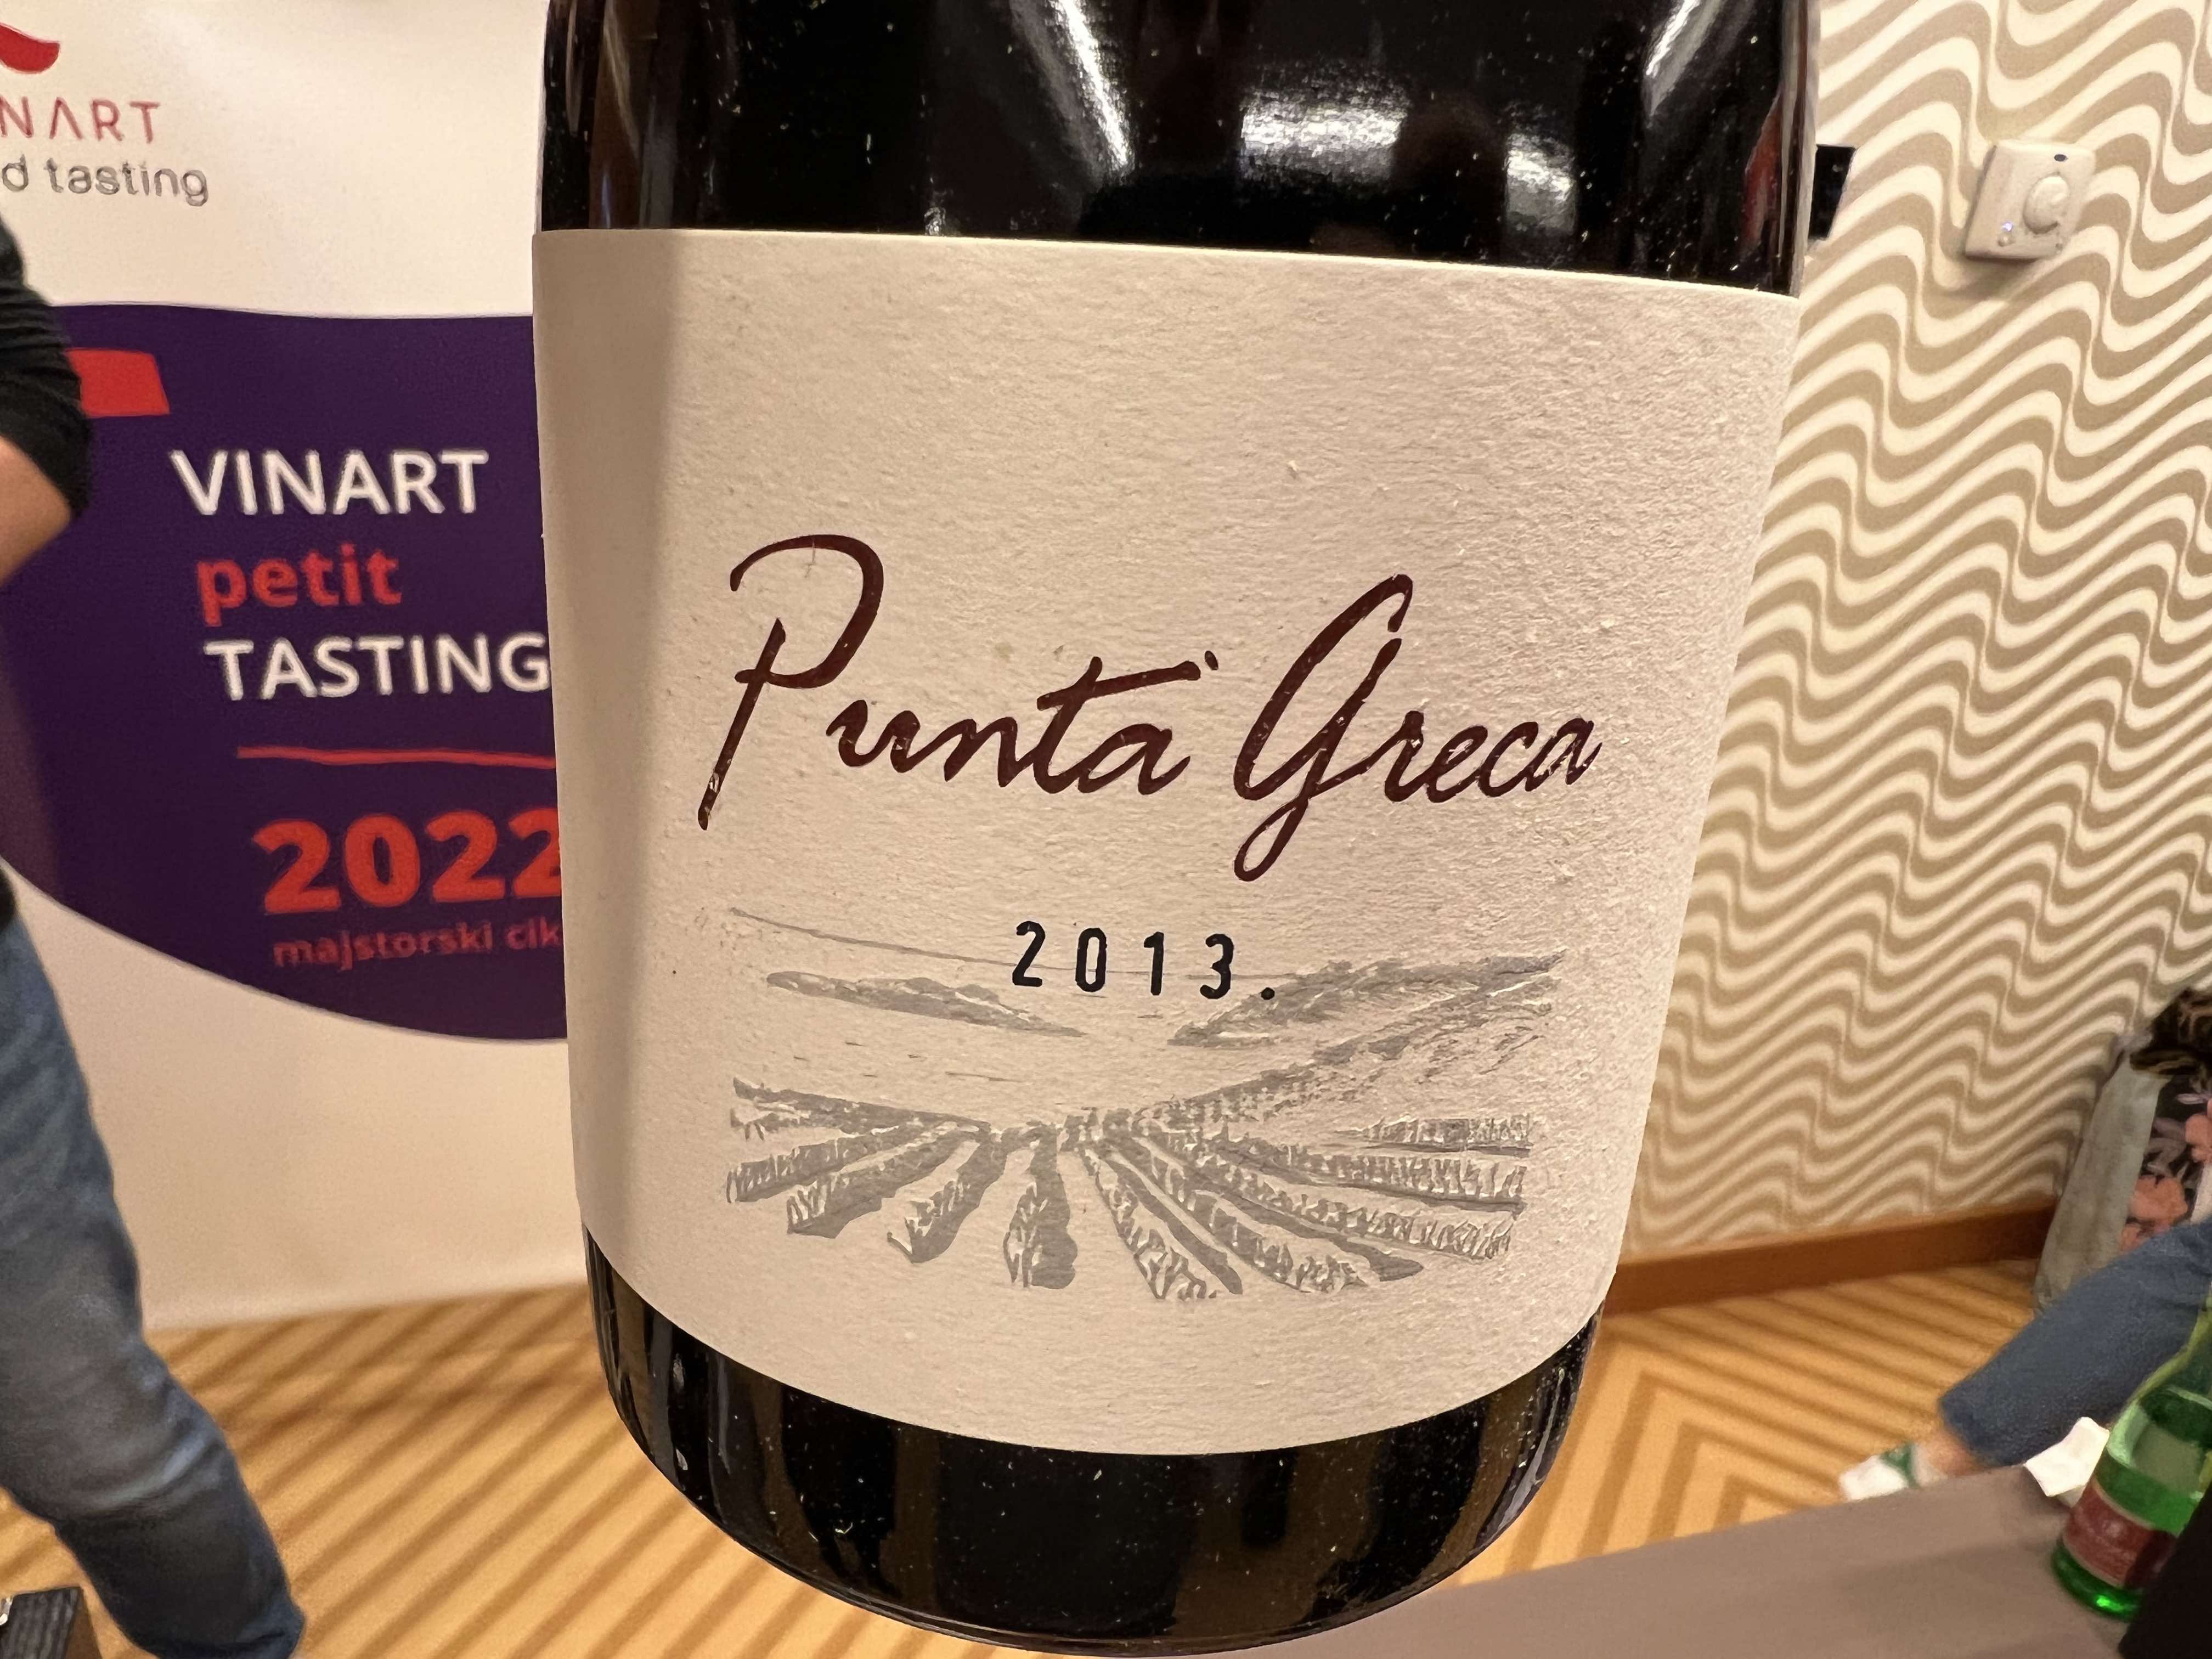 NART
d tasting
VINART
petit
TASTING
2022
majstorski cik
Punta Greca
2013.